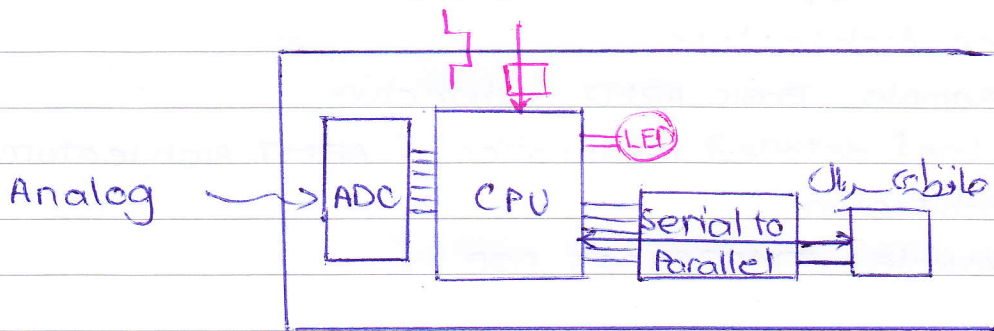 Analog
ADC
CPU
LED
Serial to
Parallel
حافظه‌ی سریال